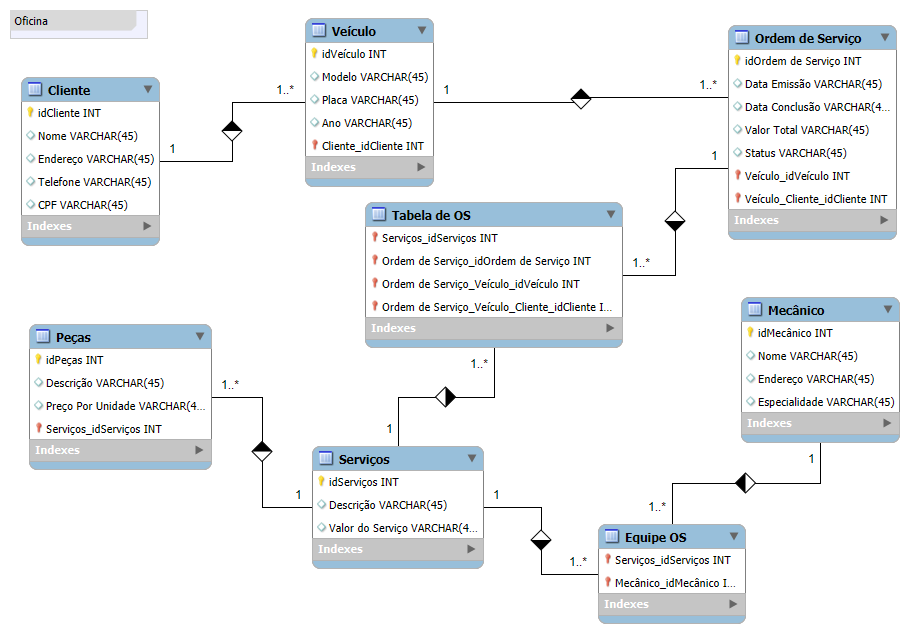 Oficina
Cliente
idCliente INT
Nome VARCHAR(45)
Endereço VARCHAR(45)
Telefone VARCHAR(45)
CPF VARCHAR(45)
Indexes
1
1..*
Veículo
idVeículo INT
Modelo VARCHAR(45)
Placa VARCHAR(45)
Ano VARCHAR(45)
Cliente_idCliente INT
Indexes
1
1..*
Ordem de Serviço
idOrdem de Serviço INT
Data Emissão VARCHAR(45)
Data Conclusão VARCHAR(4...
Valor Total VARCHAR(45)
Status VARCHAR(45)
Veículo_idVeículo INT
Veículo_Cliente_idCliente INT
Indexes
1
1..*
Tabela de OS
Serviços_idServiços INT
Ordem de Serviço_idOrdem de Serviço INT
Ordem de Serviço_Veículo_idVeículo INT
Ordem de Serviço_Veículo_Cliente_idCliente I...
Indexes
1..*
1
Peças
idPeças INT
Descrição VARCHAR(45)
Preço Por Unidade VARCHAR(4...
Serviços_idServiços INT
Indexes
1..*
1
Serviços
idServiços INT
Descrição VARCHAR(45)
Valor do Serviço VARCHAR(4...
Indexes
1
1..*
Mecânico
idMecânico INT
Nome VARCHAR(45)
Endereço VARCHAR(45)
Especialidade VARCHAR(45)
Indexes
1
1..*
Equipe OS
Serviços_idServiços INT
Mecânico_idMecânico I...
Indexes